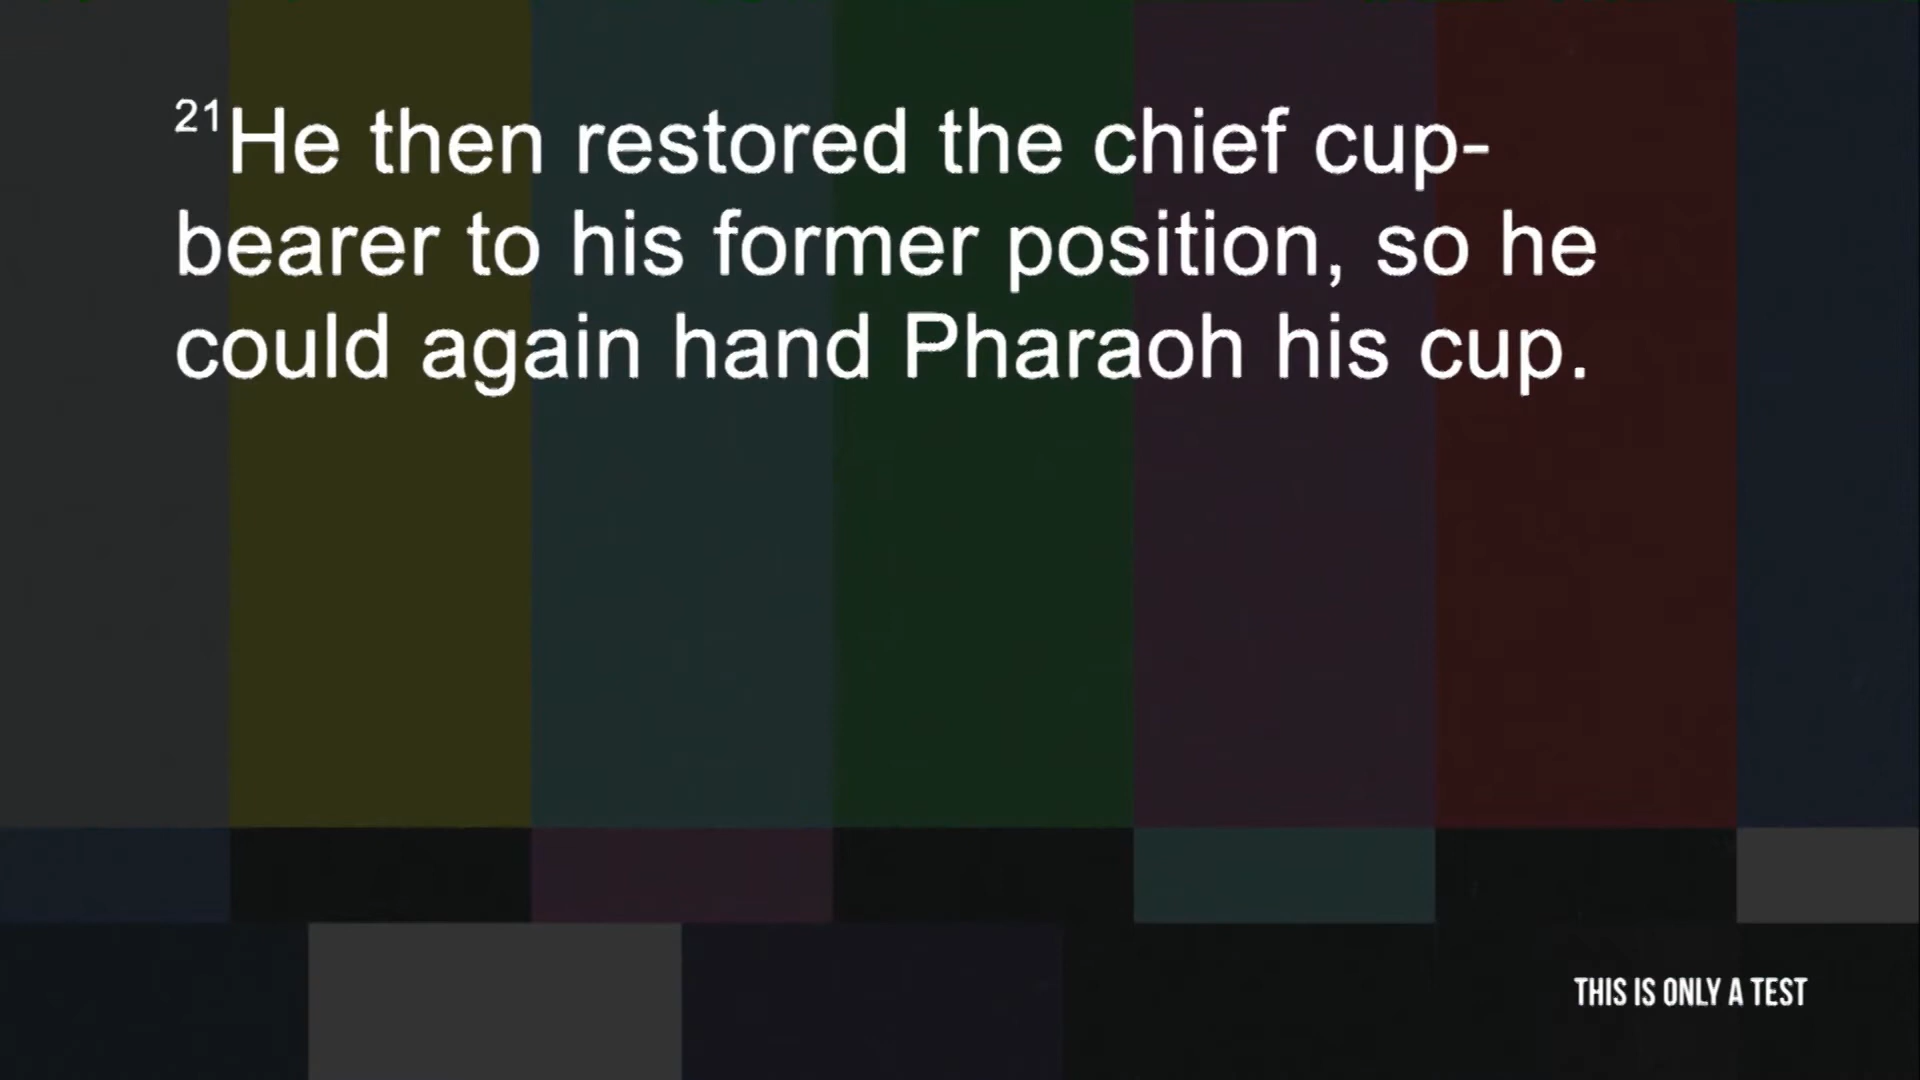 21He then restored the chief cup-
bearer to his former position, so he
could again hand Pharaoh his cup.
THIS IS ONLY A TEST